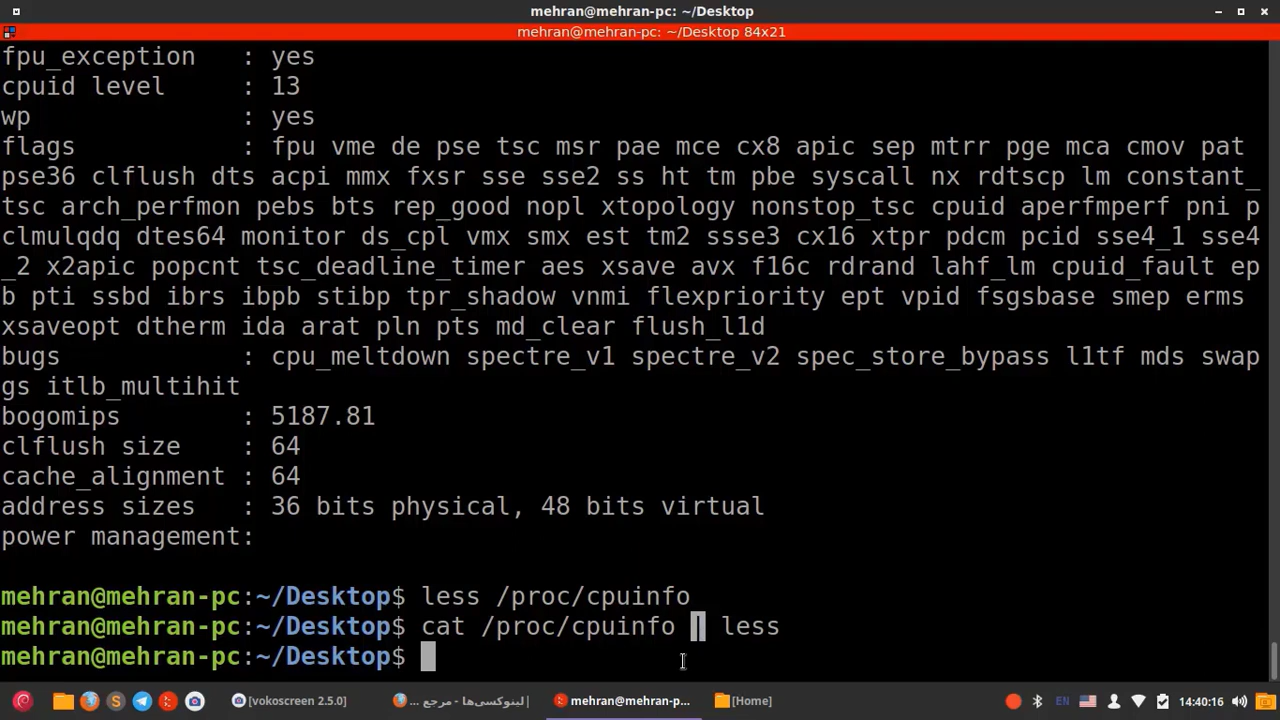 mehran@mehran-pc: ~/Desktop
mehran@mehran-pc: ~/Desktop 84x21
fpu_exception : yes
cpuid level : 13
wp : yes
flags : fpu vme de pse tsc msr pae mce cx8 apic sep mtrr pge mca cmov pat
pse36 clflush dts acpi mmx fxsr sse sse2 ss ht tm pbe syscall nx rdtscp lm constant_
tsc arch_perfmon pebs bts rep_good nopl xtopology nonstop_tsc cpuid aperfmperf pni p
clmulqdq dtes64 monitor ds_cpl vmx smx est tm2 ssse3 cx16 xtpr pdcm pcid sse4_1 sse4
_2 x2apic popcnt tsc_deadline_timer aes xsave avx f16c rdrand lahf_lm cpuid_fault ep
b pti ssbd ibrs ibpb stibp tpr_shadow vnmi flexpriority ept vpid fsgsbase smep erms
xsaveopt dtherm ida arat pln pts md_clear flush_l1d
bugs : cpu_meltdown spectre_v1 spectre_v2 spec_store_bypass l1tf mds swap
gs itlb_multihit
bogomips : 5187.81
clflush size : 64
cache_alignment : 64
address sizes : 36 bits physical, 48 bits virtual
power management:
mehran@mehran-pc:~/Desktop$ less /proc/cpuinfo
mehran@mehran-pc:~/Desktop$ cat /proc/cpuinfo | less
mehran@mehran-pc:~/Desktop$
[vokoscreen 2.5.0]
لینوکسی‌ها - مرجع ...
mehran@mehran-p...
[Home]
EN
14:40:16